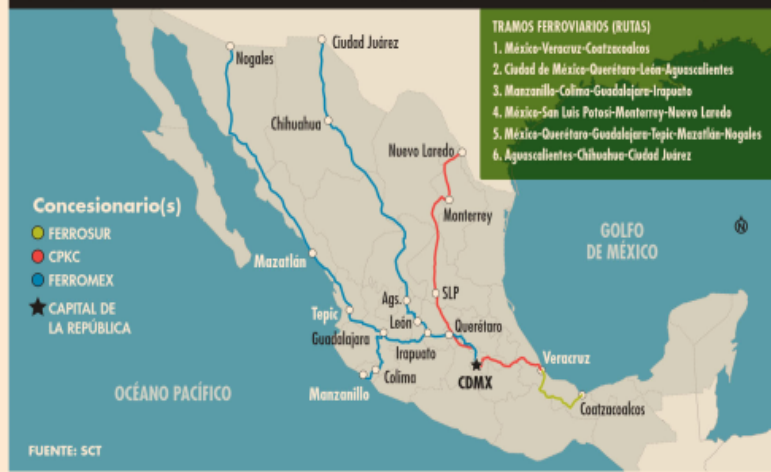 TRAMOS FERROVIARIOS (RUTAS)
1. México-Veracruz-Coatzacoalcos
2. Ciudad de México-Querétaro-León-Aguascalientes
3. Manzanillo-Colima-Guadalajara-Irapuato
4. México-San Luis Potosí-Monterrey-Nuevo Laredo
5. México-Querétaro-Guadalajara-Tepic-Mazatlán-Nogales
6. Aguascalientes-Chihuahua-Ciudad Juárez
Ciudad Juárez
Nogales
Chihuahua
Nuevo Laredo
Monterrey
Concesionario(s)
FERROSUR
CPKC
FERROMEX
CAPITAL DE
LA REPÚBLICA
GOLFO
DE MÉXICO
N
Mazatlán
SLP
Ags.
Tepic
León
Querétaro
Guadalajara
Irapuato
Veracruz
Colima
CDMX
Manzanillo
Coatzacoalcos
OCÉANO PACÍFICO
FUENTE: SCT